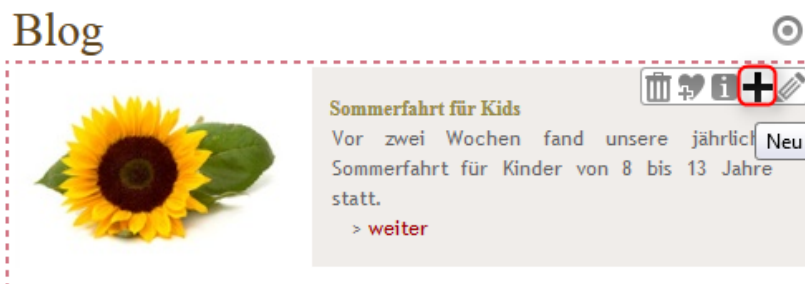 Blog
Sommerfahrt für Kids
Vor zwei Wochen fand unsere jährlich
Neu
Sommerfahrt für Kinder von 8 bis 13 Jahre
statt.
> weiter